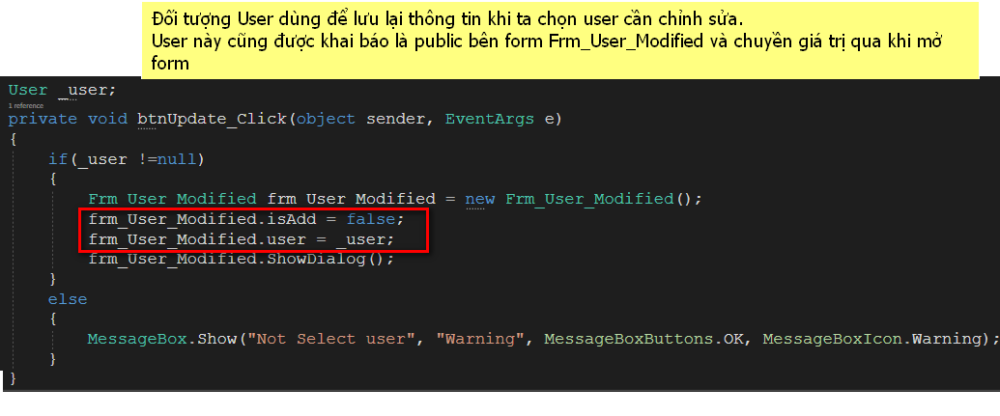 Đối tượng User dùng để lưu lại thông tin khi ta chọn user cần chỉnh sửa.
User này cũng được khai báo là public bên form Frm_User_Modified và chuyền giá trị qua khi mở
form
User _user;
1 reference
private void btnUpdate_Click(object sender, EventArgs e)
{
if(_user !=null)
{
Frm_User_Modified frm_User_Modified = new Frm_User_Modified();
frm_User_Modified.isAdd = false;
frm_User_Modified.user = _user;
frm_User_Modified.ShowDialog();
}
else
{
MessageBox.Show("Not Select user", "Warning", MessageBoxButtons.OK, MessageBoxIcon.Warning);
}
}